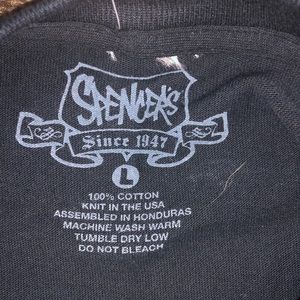 SPENCER'S
Since 1947
L
100% COTTON
KNIT IN THE USA
ASSEMBLED IN HONDURAS
MACHINE WASH WARM
TUMBLE DRY LOW
DO NOT BLEACH